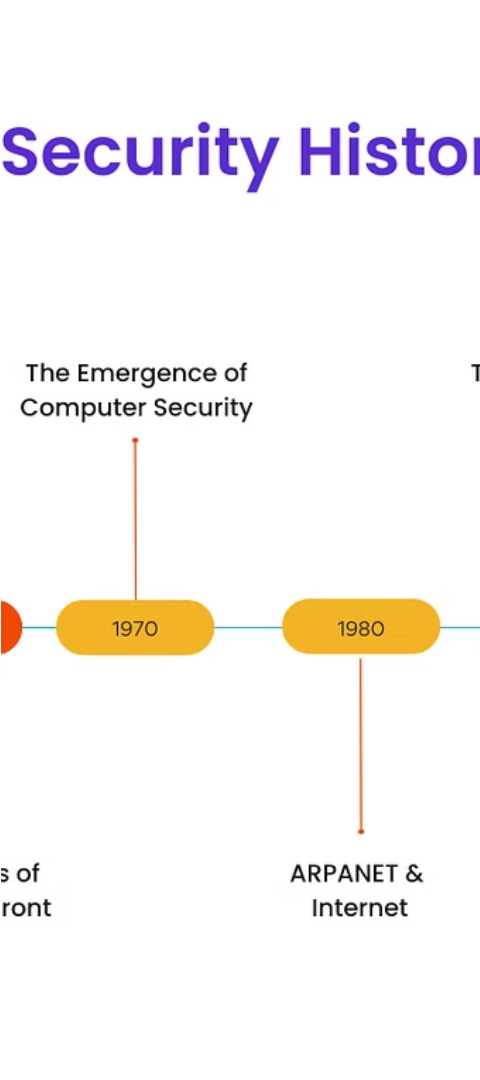 Security Histor
The Emergence of
Computer Security
T
1970
1980
s of
ront
ARPANET &
Internet